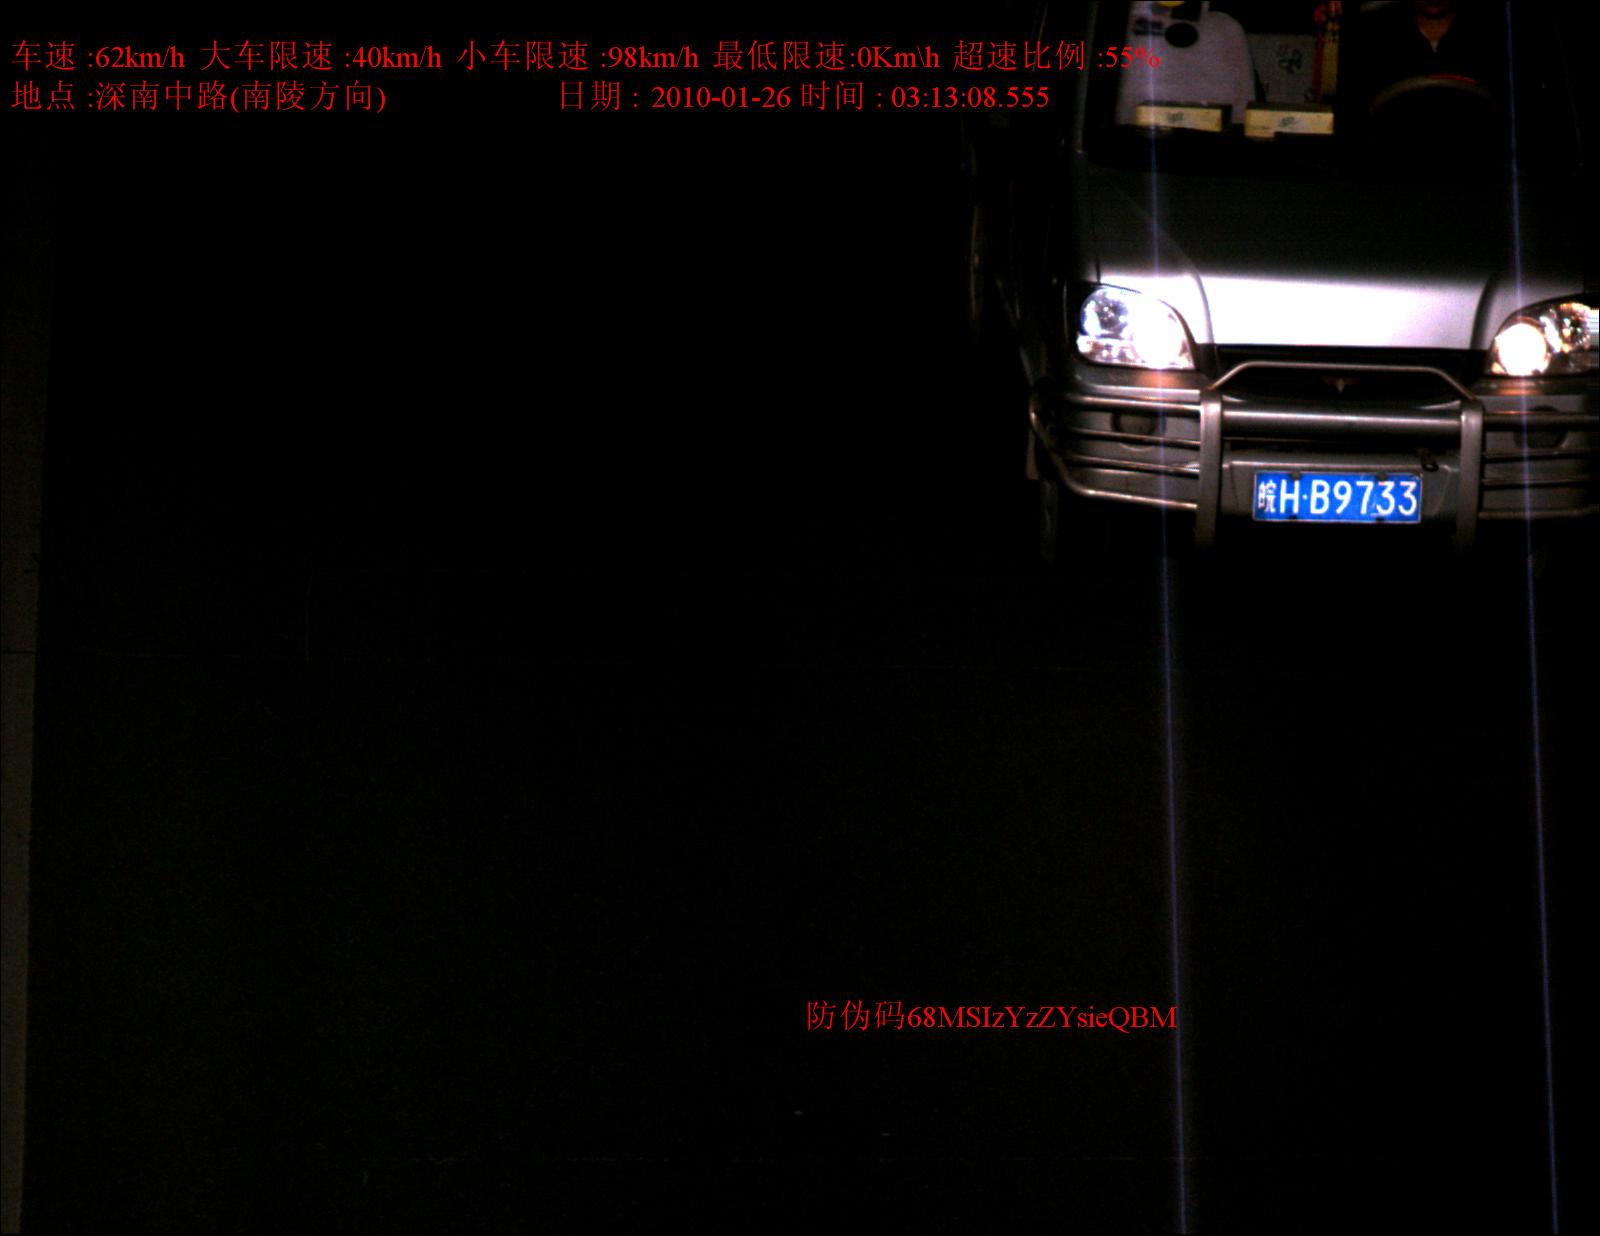 车速:62km/h 大车限速:40km/h 小车限速:98km/h 最低限速:0Km\h 超速比例:55%
地点:深南中路(南陵方向) 日期: 2010-01-26 时间: 03:13:08.555
皖H·B9733
防伪码68MSIzYzZYsieQBM